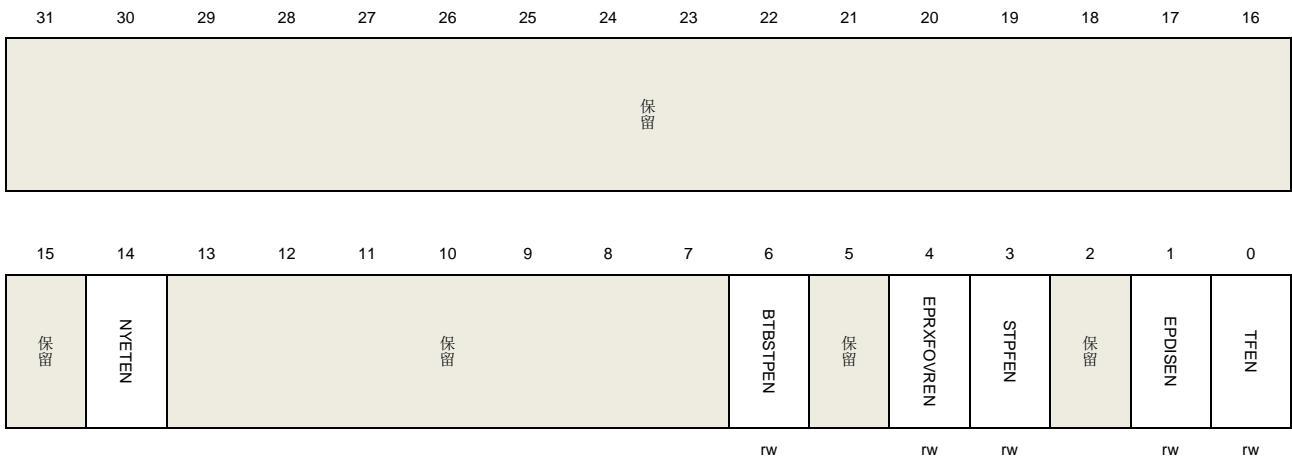 31 30 29 28 27 26 25 24 23 22 21 20 19 18 17 16
保留
15 14 13 12 11 10 9 8 7 6 5 4 3 2 1 0
保留 NYETEN 保留 BTBSTPEN 保留 EPRXFOVREN STPFEN 保留 EPDISEN TFEN
rw rw rw rw rw